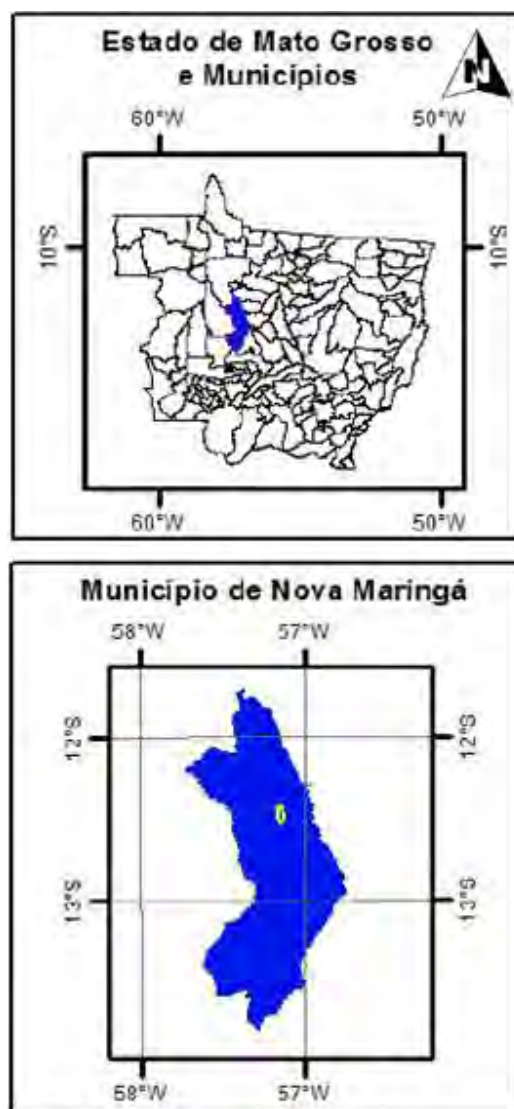 Estado de Mato Grosso
e Municípios
N
60°W 50°W
10°S 10°S
60°W 50°W
Município de Nova Maringá
58°W 57°W
12°S 12°S
13°S 13°S
58°W 57°W